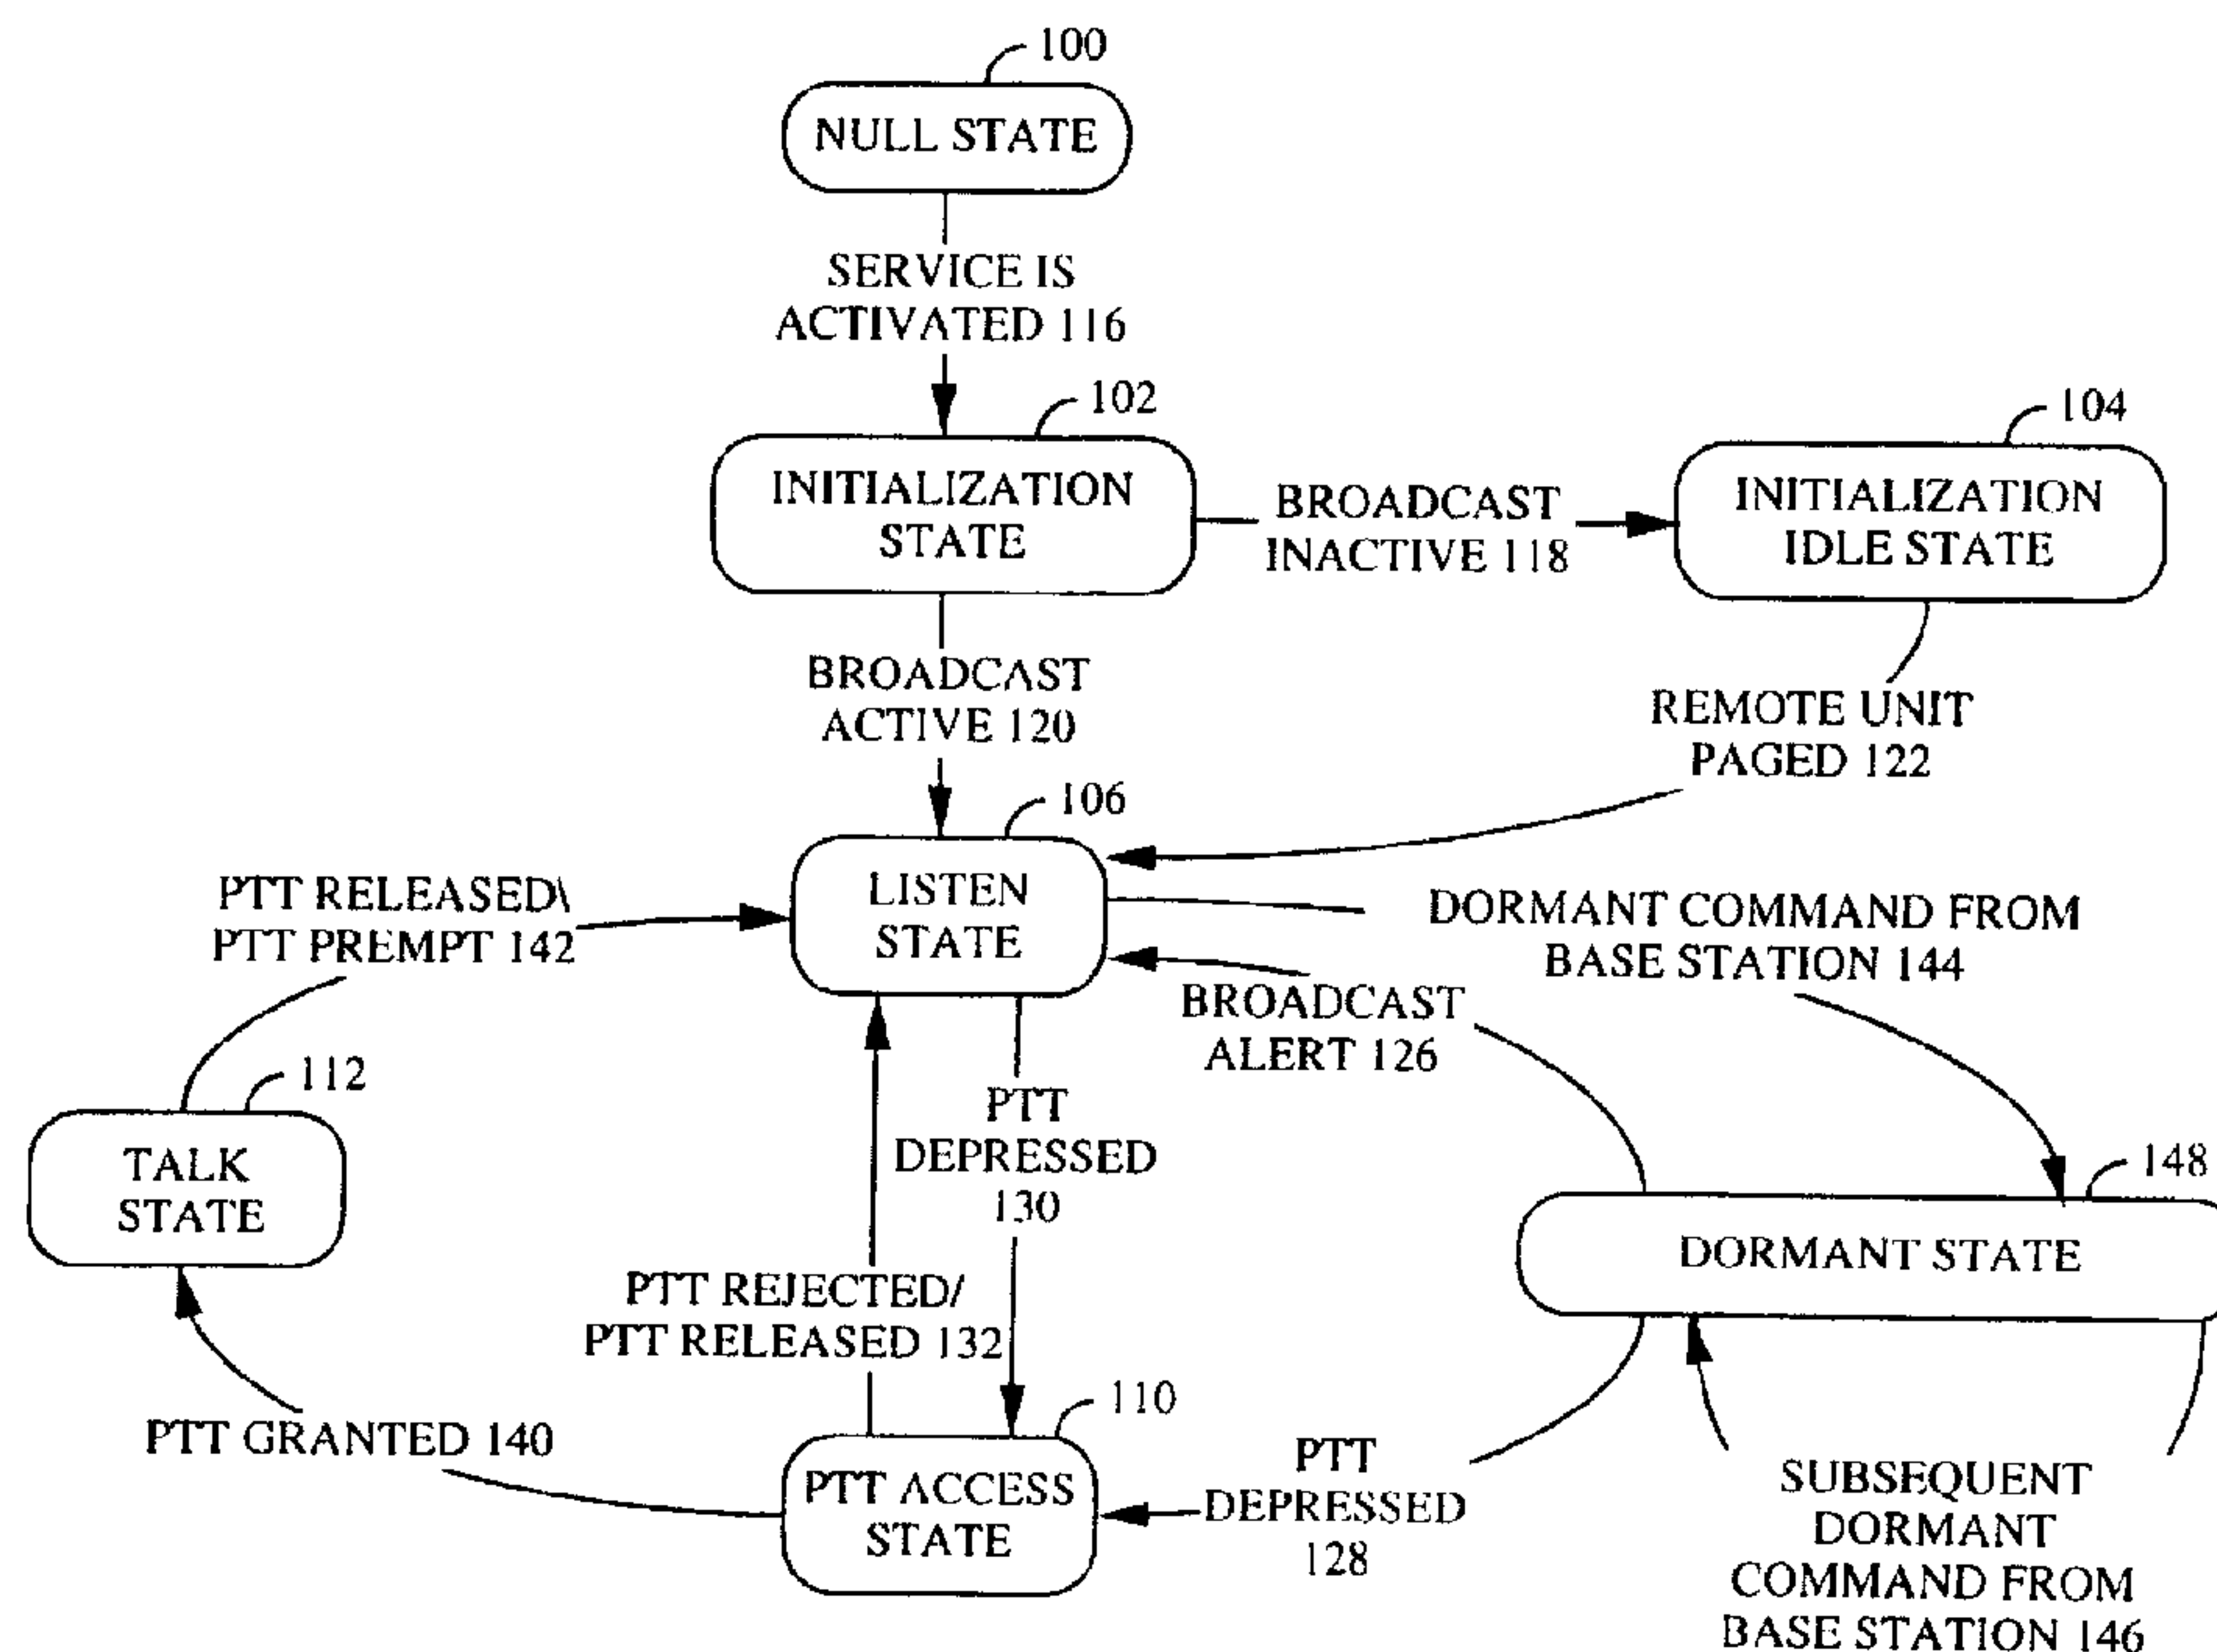 100
NULL STATE
SERVICE IS
ACTIVATED 116
102
INITIALIZATION
STATE
BROADCAST
INACTIVE 118
104
INITIALIZATION
IDLE STATE
BROADCAST
ACTIVE 120
REMOTE UNIT
PAGED 122
106
LISTEN
STATE
PTT RELEASED\
PTT PREMPT 142
DORMANT COMMAND FROM
BASE STATION 144
BROADCAST
ALERT 126
112
TALK
STATE
PTT
DEPRESSED
130
148
DORMANT STATE
PTT REJECTED/
PTT RELEASED 132
PTT GRANTED 140
110
PTT ACCESS
STATE
PTT
DEPRESSED
128
SUBSEQUENT
DORMANT
COMMAND FROM
BASE STATION 146